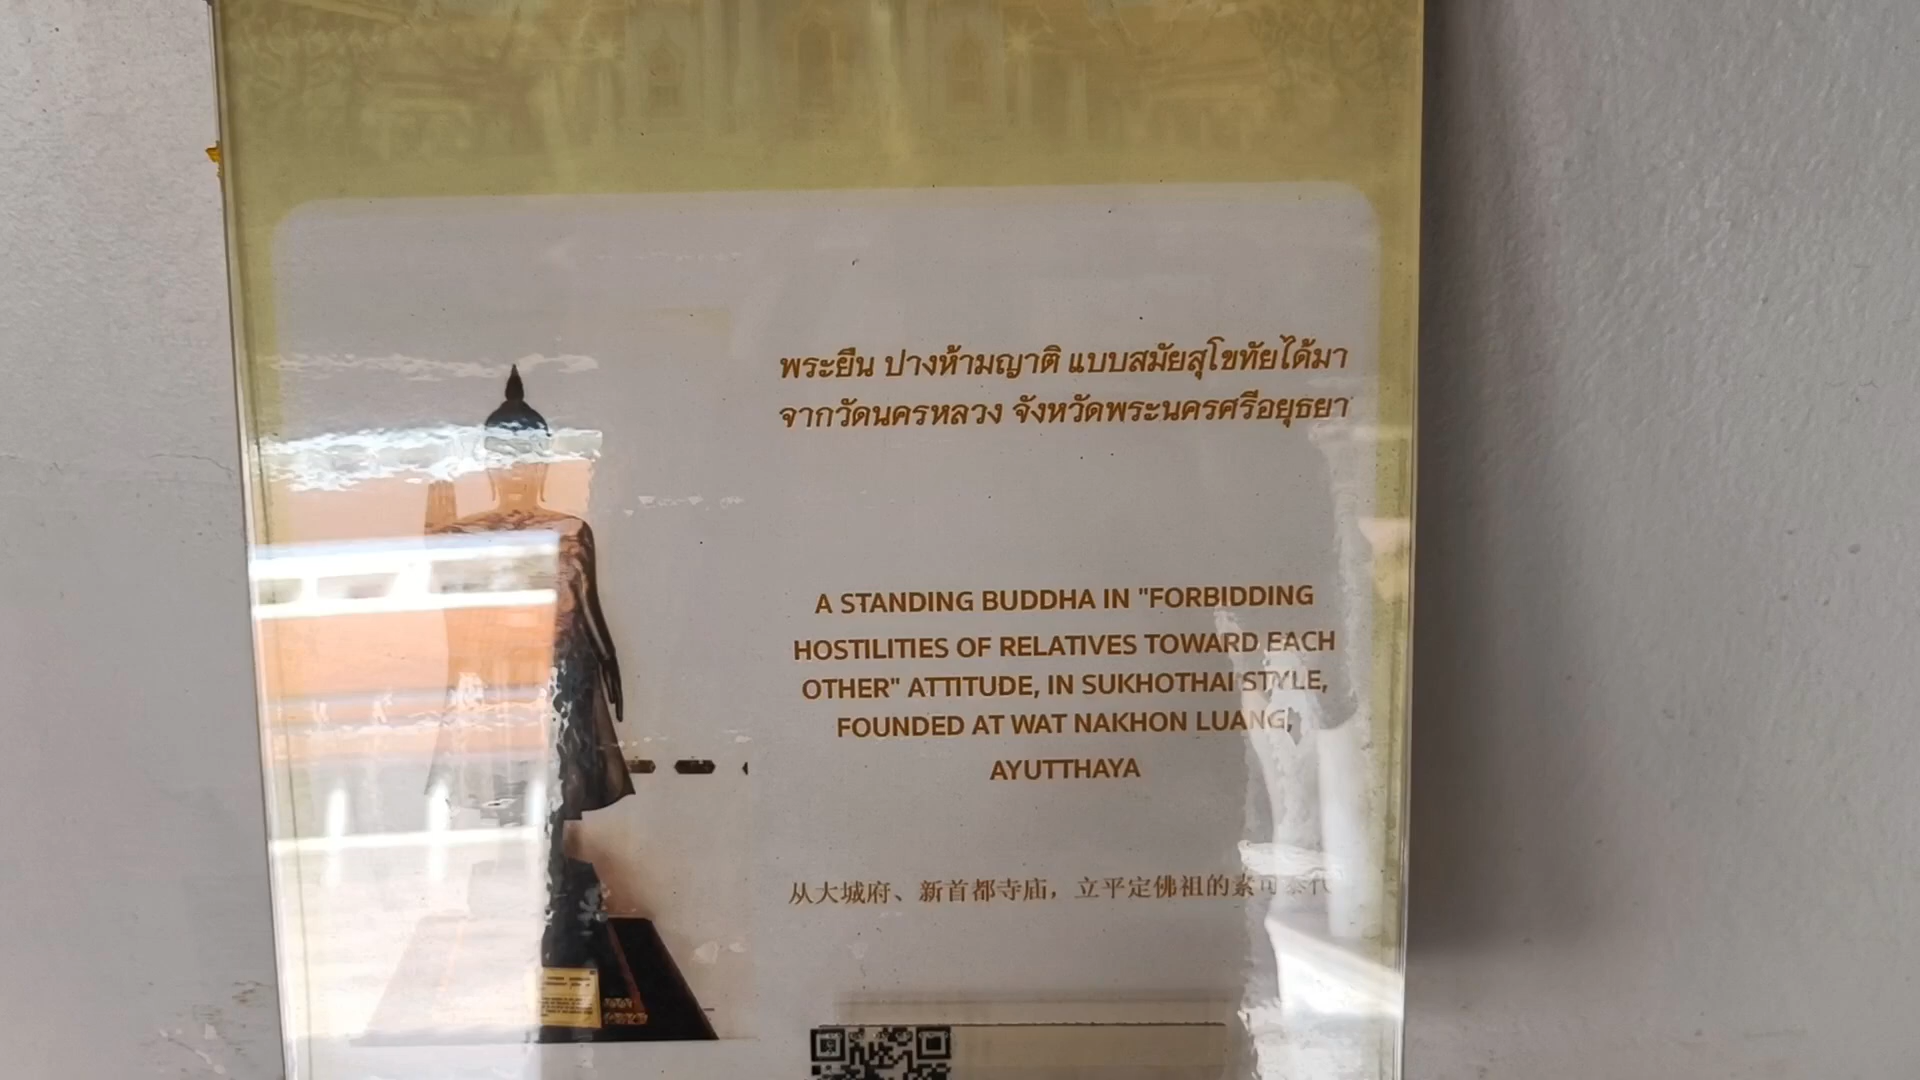 พระยืน ปางห้ามญาติ แบบสมัยสุโขทัยได้มา
จากวัดนครหลวง จังหวัดพระนครศรีอยุธยา
A STANDING BUDDHA IN "FORBIDDING
HOSTILITIES OF RELATIVES TOWARD EACH
OTHER" ATTITUDE, IN SUKHOTHAI STYLE,
FOUNDED AT WAT NAKHON LUANG,
AYUTTHAYA
从大城府、新首都寺庙，立平定佛祖的素可泰代